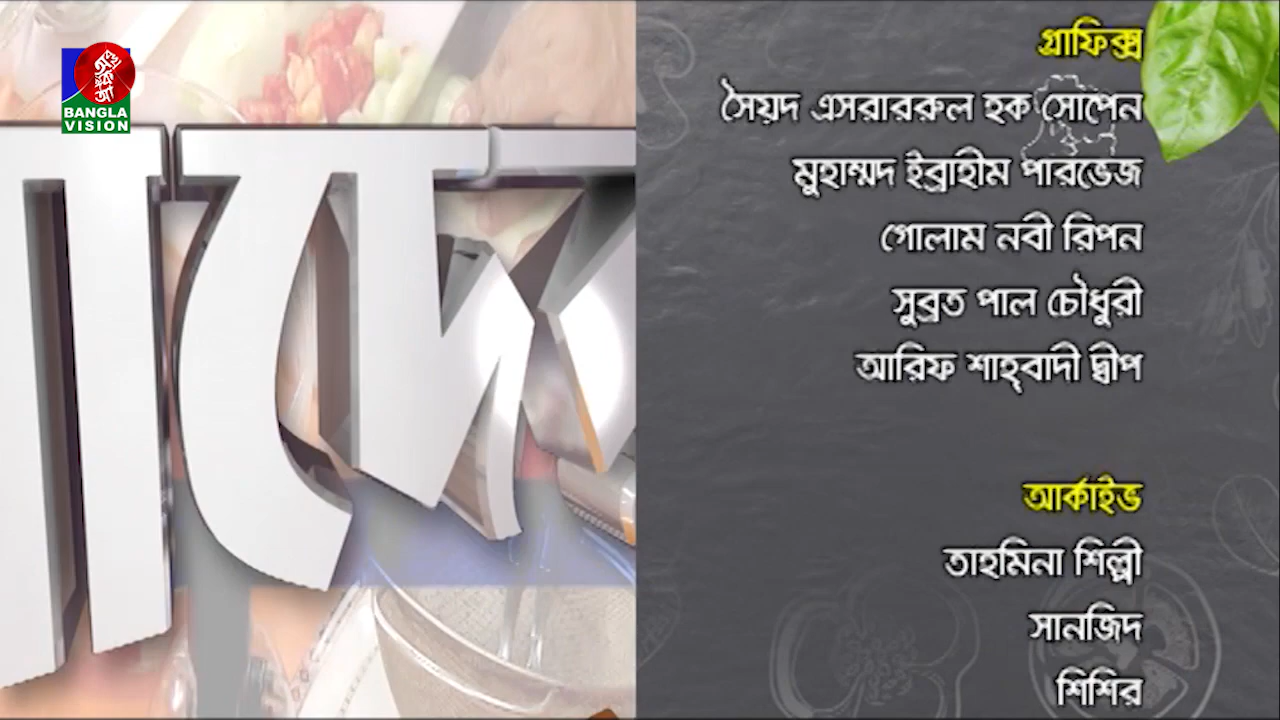 BANGLA
VISION
গ্রাফিক্স
সৈয়দ এসরাররুল হক সোপেন
মুহাম্মদ ইব্রাহীম পারভেজ
গোলাম নবী রিপন
সুব্রত পাল চৌধুরী
আরিফ শাহ্‌বাদী দ্বীপ
আর্কাইভ
তাহমিনা শিল্পী
সানজিদ
শিশির